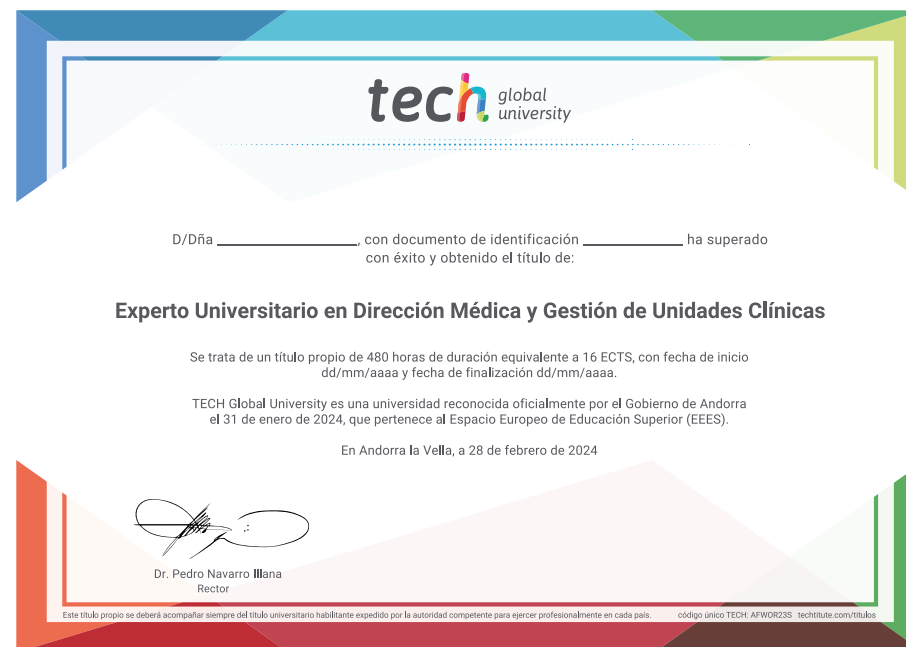 tech global university
D/Dña ________________, con documento de identificación ____________ ha superado
con éxito y obtenido el título de:
Experto Universitario en Dirección Médica y Gestión de Unidades Clínicas
Se trata de un título propio de 480 horas de duración equivalente a 16 ECTS, con fecha de inicio
dd/mm/aaaa y fecha de finalización dd/mm/aaaa.
TECH Global University es una universidad reconocida oficialmente por el Gobierno de Andorra
el 31 de enero de 2024, que pertenece al Espacio Europeo de Educación Superior (EEES).
En Andorra la Vella, a 28 de febrero de 2024
Dr. Pedro Navarro Illana
Rector
Este título propio se deberá acompañar siempre del título universitario habilitante expedido por la autoridad competente para ejercer profesionalmente en cada país. código único TECH: AFWOR23S techtitute.com/titulos